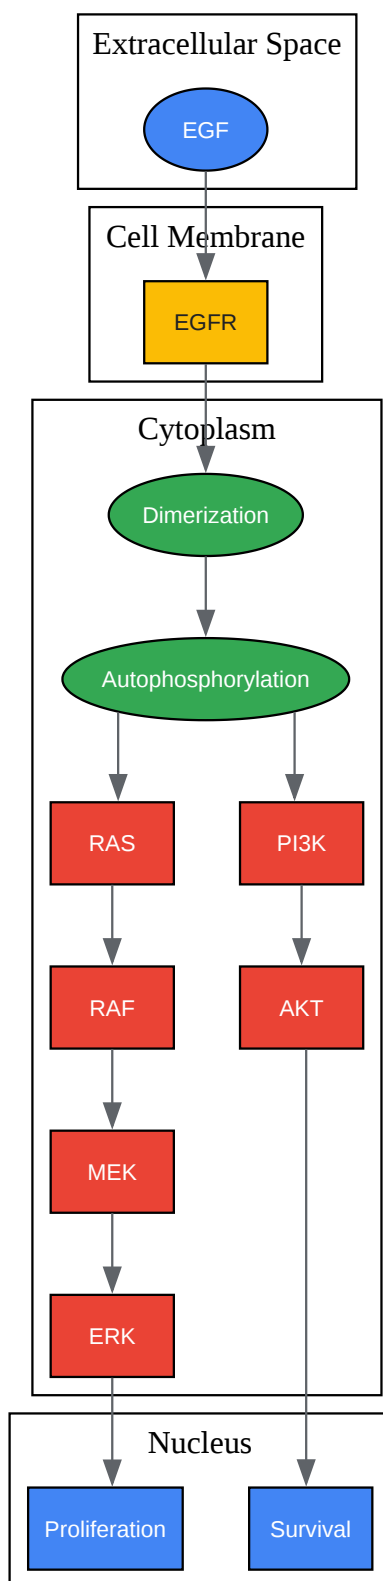 Extracellular Space
EGF
Cell Membrane
EGFR
Cytoplasm
Dimerization
Autophosphorylation
RAS
PI3K
RAF
AKT
MEK
ERK
Nucleus
Proliferation
Survival